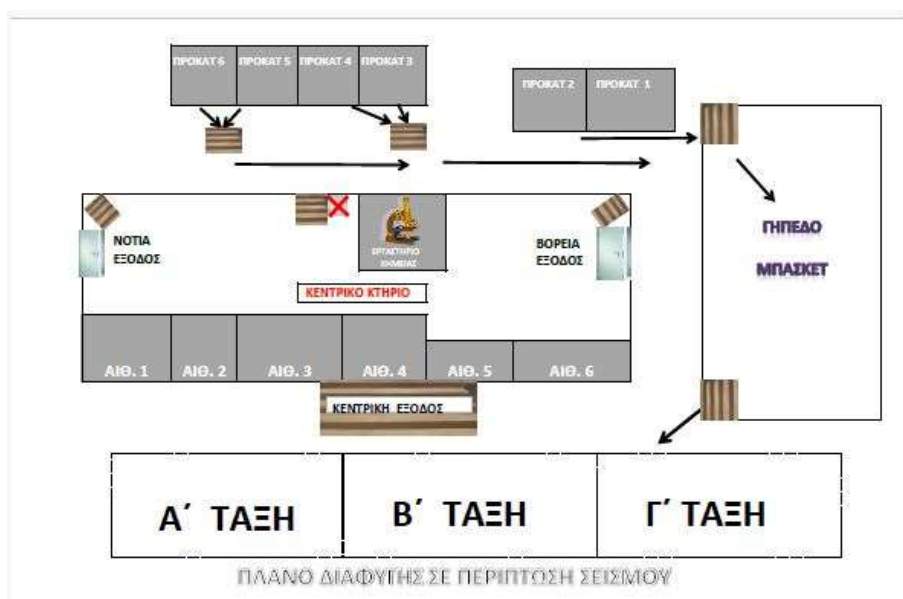 ΠΡΟΚΑΤ 6
ΠΡΟΚΑΤ 5
ΠΡΟΚΑΤ 4
ΠΡΟΚΑΤ 3
ΠΡΟΚΑΤ 2
ΠΡΟΚΑΤ. 1
ΝΟΤΙΑ
ΕΞΟΔΟΣ
ΕΡΓΑΣΤΗΡΙΟ
ΧΗΜΕΙΑΣ
ΒΟΡΕΙΑ
ΕΞΟΔΟΣ
ΓΗΠΕΔΟ
ΜΠΑΣΚΕΤ
ΚΕΝΤΡΙΚΟ ΚΤΗΡΙΟ
ΑΙΘ. 1
ΑΙΘ. 2
ΑΙΘ. 3
ΑΙΘ. 4
ΑΙΘ. 5
ΑΙΘ. 6
ΚΕΝΤΡΙΚΗ ΕΞΟΔΟΣ
Α΄ ΤΑΞΗ
Β΄ ΤΑΞΗ
Γ΄ ΤΑΞΗ
ΠΛΑΝΟ ΔΙΑΦΥΓΗΣ ΣΕ ΠΕΡΙΠΤΩΣΗ ΣΕΙΣΜΟΥ